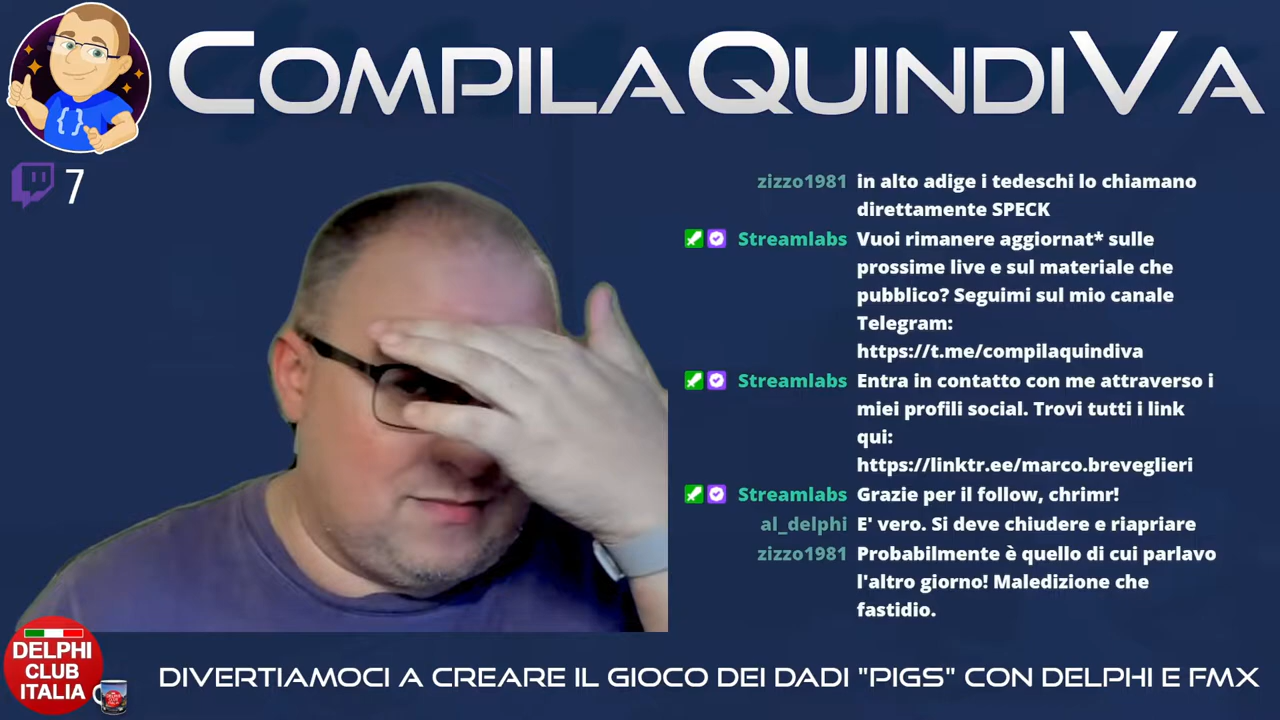 COMPILAQUINDIVA
{ }
7
zizzo1981 in alto adige i tedeschi lo chiamano
direttamente SPECK
Streamlabs Vuoi rimanere aggiornat* sulle
prossime live e sul materiale che
pubblico? Seguimi sul mio canale
Telegram:
https://t.me/compilaquindiva
Streamlabs Entra in contatto con me attraverso i
miei profili social. Trovi tutti i link
qui:
https://linktr.ee/marco.breveglieri
Streamlabs Grazie per il follow, chrimr!
al_delphi E' vero. Si deve chiudere e riapriare
zizzo1981 Probabilmente è quello di cui parlavo
l'altro giorno! Maledizione che
fastidio.
DELPHI
CLUB
ITALIA
DIVERTIAMOCI A CREARE IL GIOCO DEI DADI "PIGS" CON DELPHI E FMX